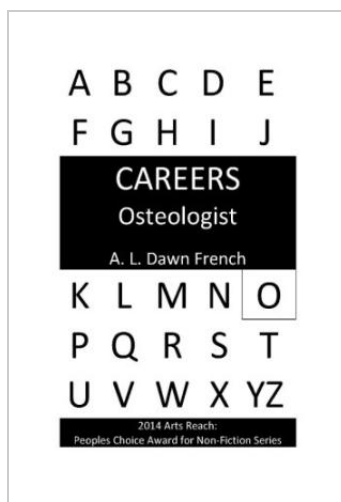 A B C D E
F G H I J
CAREERS
Osteologist
A. L. Dawn French
K L M N O
P Q R S T
U V W X YZ
2014 Arts Reach:
Peoples Choice Award for Non-Fiction Series